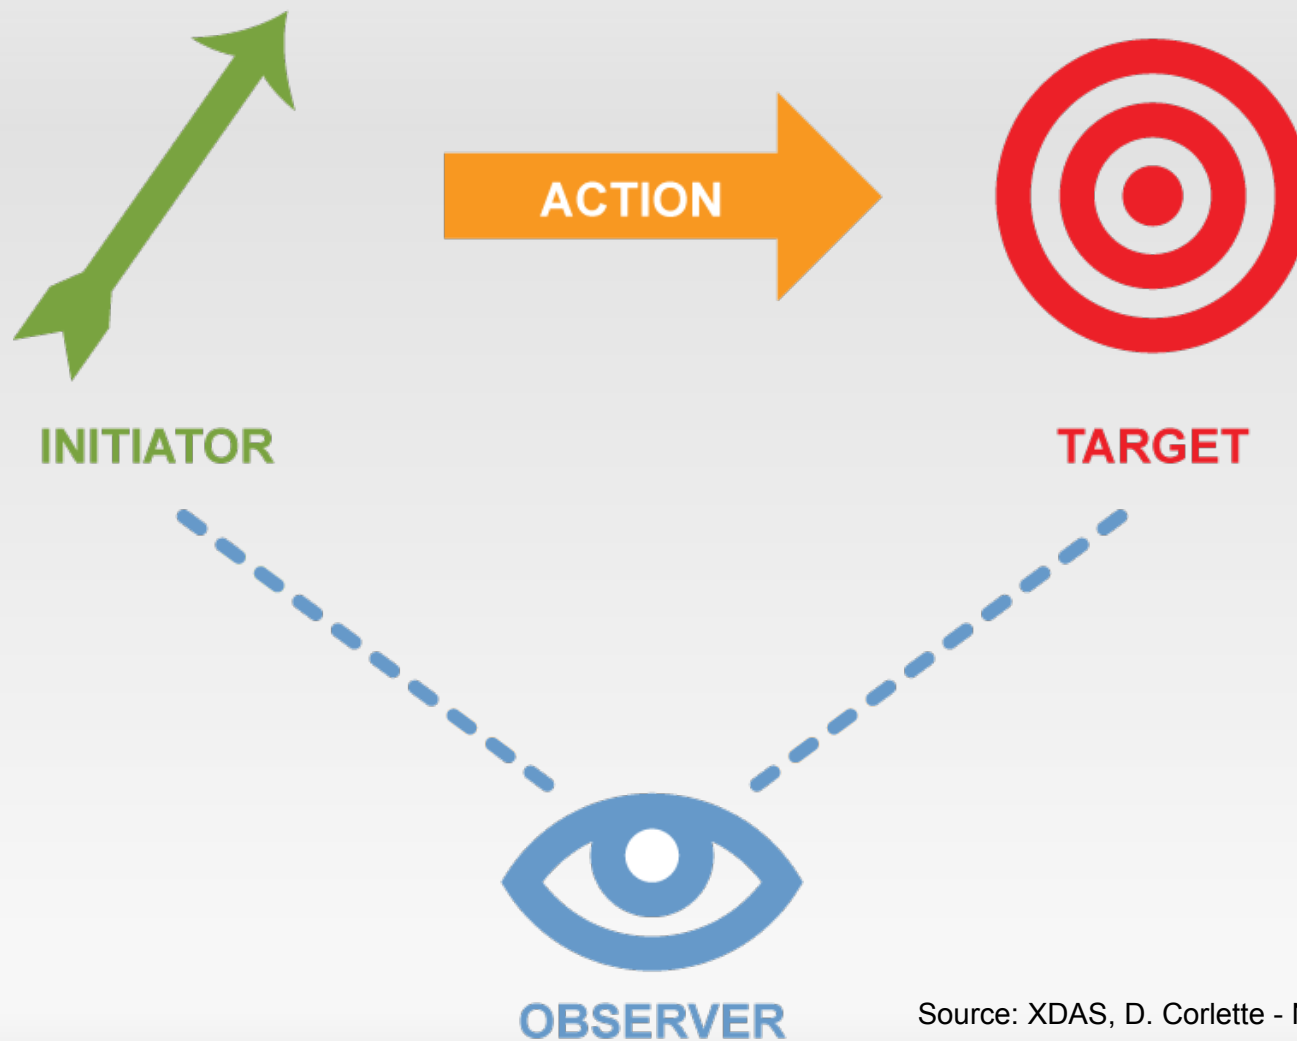 ACTION
INITIATOR
TARGET
OBSERVER
Source: XDAS, D. Corlette -